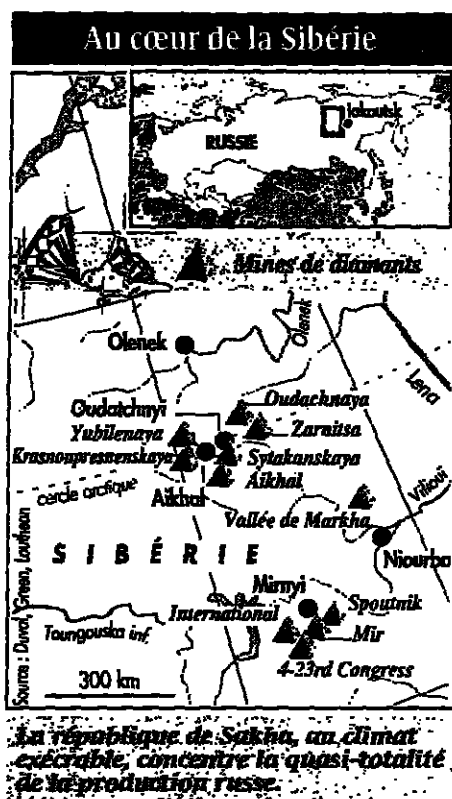 Au cœur de la Sibérie
Iakoutsk
RUSSIE
Mines de diamants
Olenek
Olenek
Lena
Oudatchnyi
Oudachnaya
Yubilenaya
Zarnitsa
Krasnopresnenskaya
Sytakanskaya
Aikhal
Aikhal
cercle arctique
Vallée de Markha
Vilioui
Niourba
SIBÉRIE
Mirnyi
International
Spoutnik
Mir
4-23rd Congress
Toungouska inf.
300 km
Source : Duval, Green, Louthean
La république de Sakha, au climat
exécrable, concentre la quasi-totalité
de la production russe.